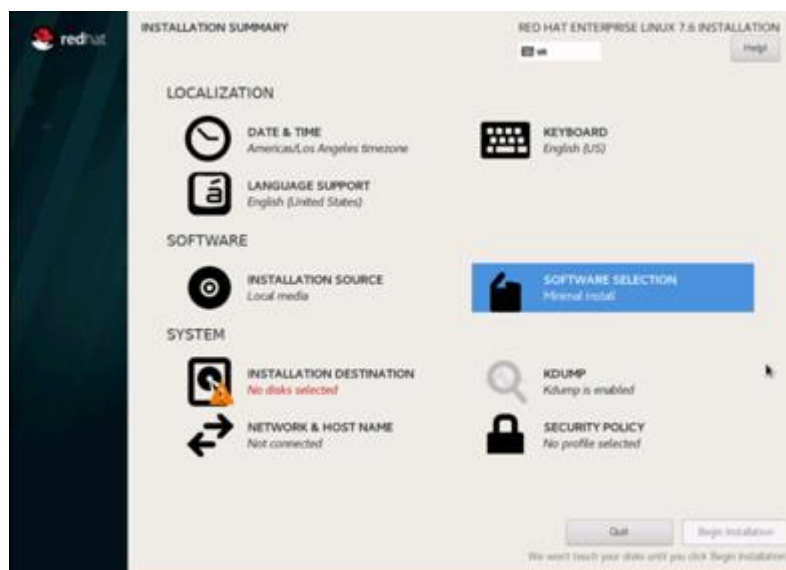 redhat
INSTALLATION SUMMARY
RED HAT ENTERPRISE LINUX 7.6 INSTALLATION
us
Help!
LOCALIZATION
DATE & TIME
Americas/Los Angeles timezone
KEYBOARD
English (US)
LANGUAGE SUPPORT
English (United States)
SOFTWARE
INSTALLATION SOURCE
Local media
SOFTWARE SELECTION
Minimal Install
SYSTEM
INSTALLATION DESTINATION
No disks selected
KDUMP
Kdump is enabled
NETWORK & HOST NAME
Not connected
SECURITY POLICY
No profile selected
Quit
Begin Installation
We won't touch your disks until you click 'Begin Installation'